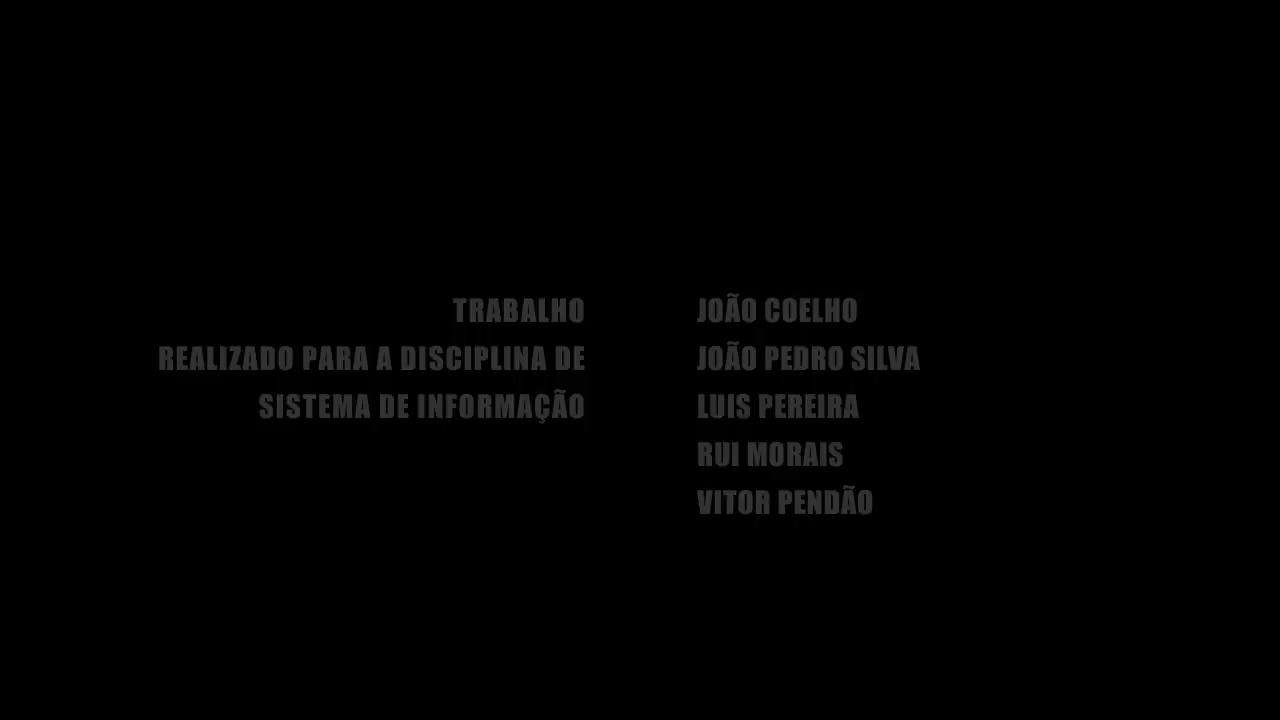 TRABALHO
REALIZADO PARA A DISCIPLINA DE
SISTEMA DE INFORMAÇÃO
JOÃO COELHO
JOÃO PEDRO SILVA
LUIS PEREIRA
RUI MORAIS
VITOR PENDÃO